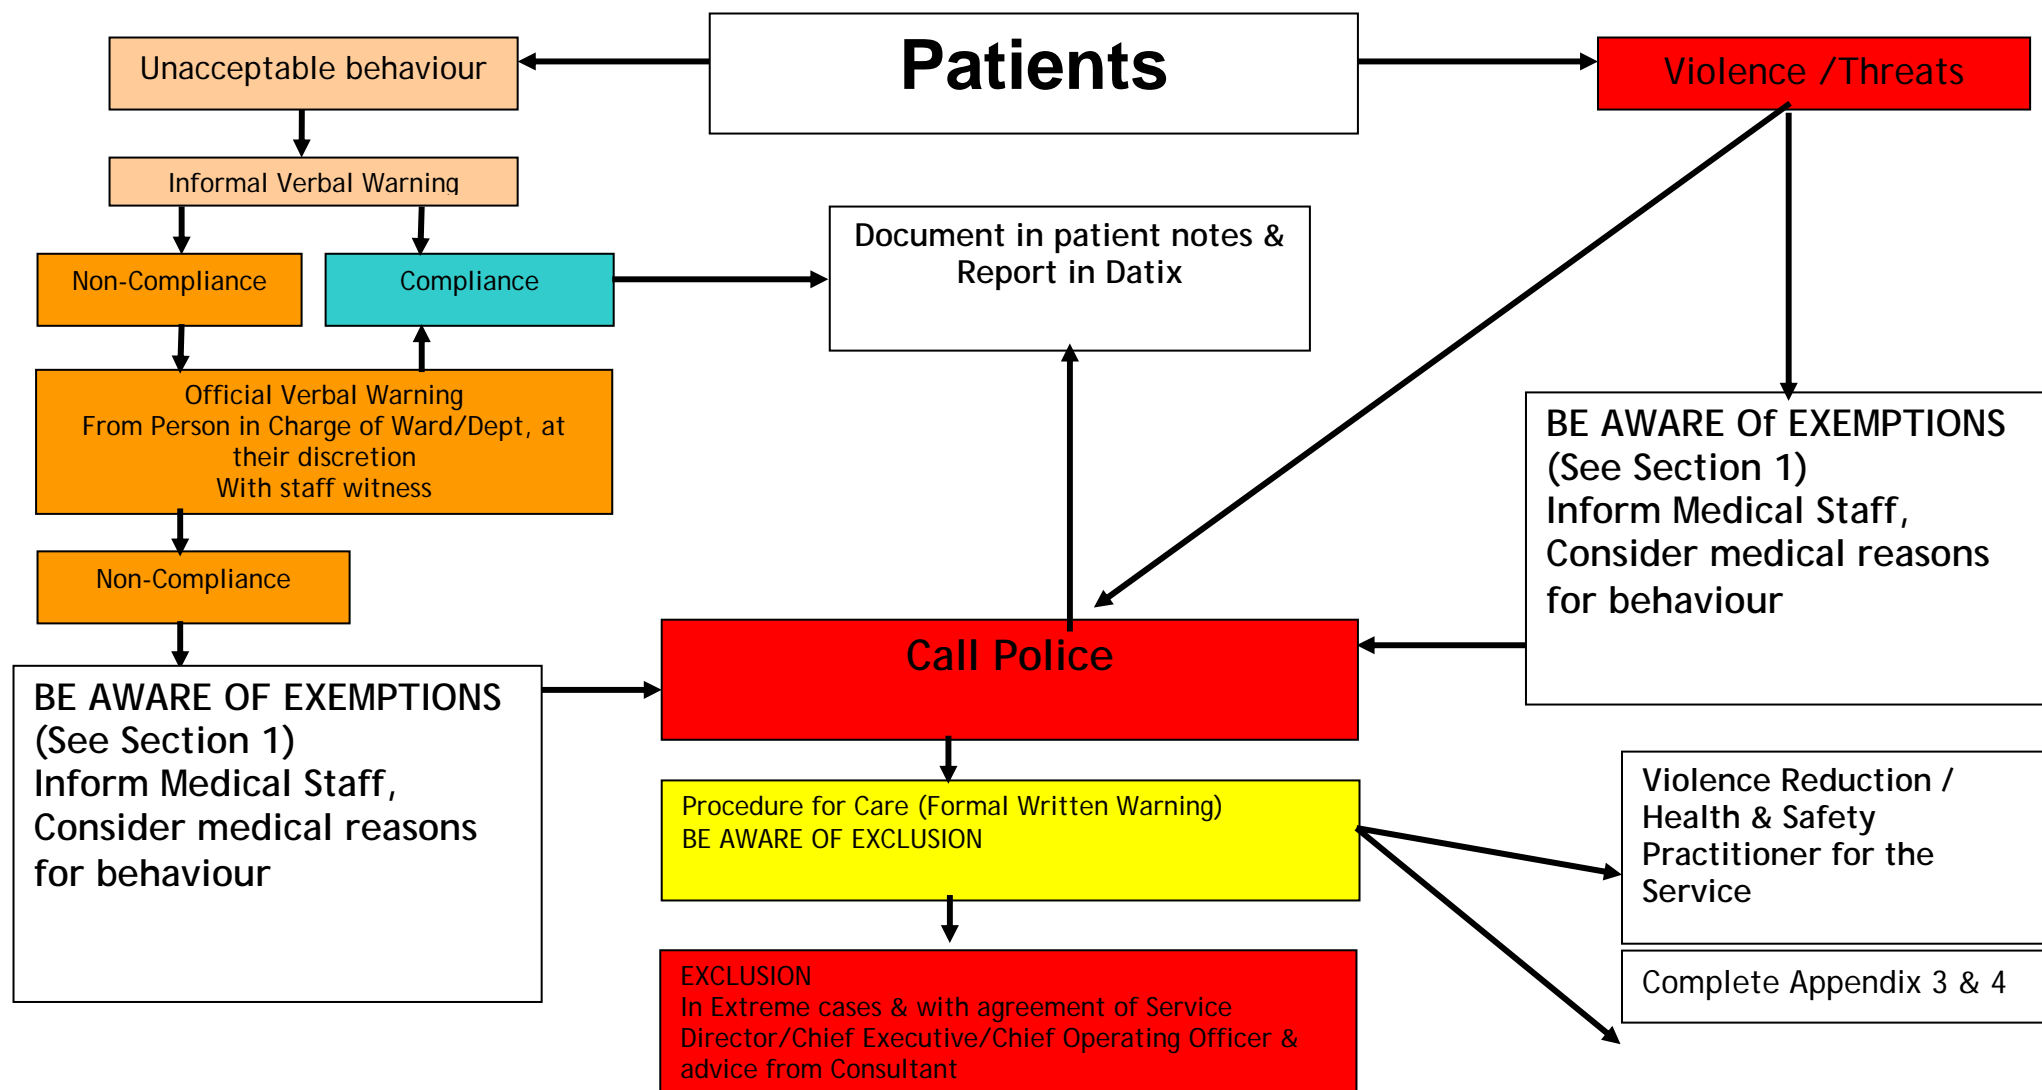 Patients
Unacceptable behaviour
Violence /Threats
Informal Verbal Warning
Document in patient notes &
Report in Datix
Non-Compliance
Compliance
Official Verbal Warning
From Person in Charge of Ward/Dept, at
their discretion
With staff witness
BE AWARE Of EXEMPTIONS
(See Section 1)
Inform Medical Staff,
Consider medical reasons
for behaviour
Non-Compliance
Call Police
BE AWARE OF EXEMPTIONS
(See Section 1)
Inform Medical Staff,
Consider medical reasons
for behaviour
Procedure for Care (Formal Written Warning)
BE AWARE OF EXCLUSION
Violence Reduction /
Health & Safety
Practitioner for the
Service
EXCLUSION
In Extreme cases & with agreement of Service
Director/Chief Executive/Chief Operating Officer &
advice from Consultant
Complete Appendix 3 & 4